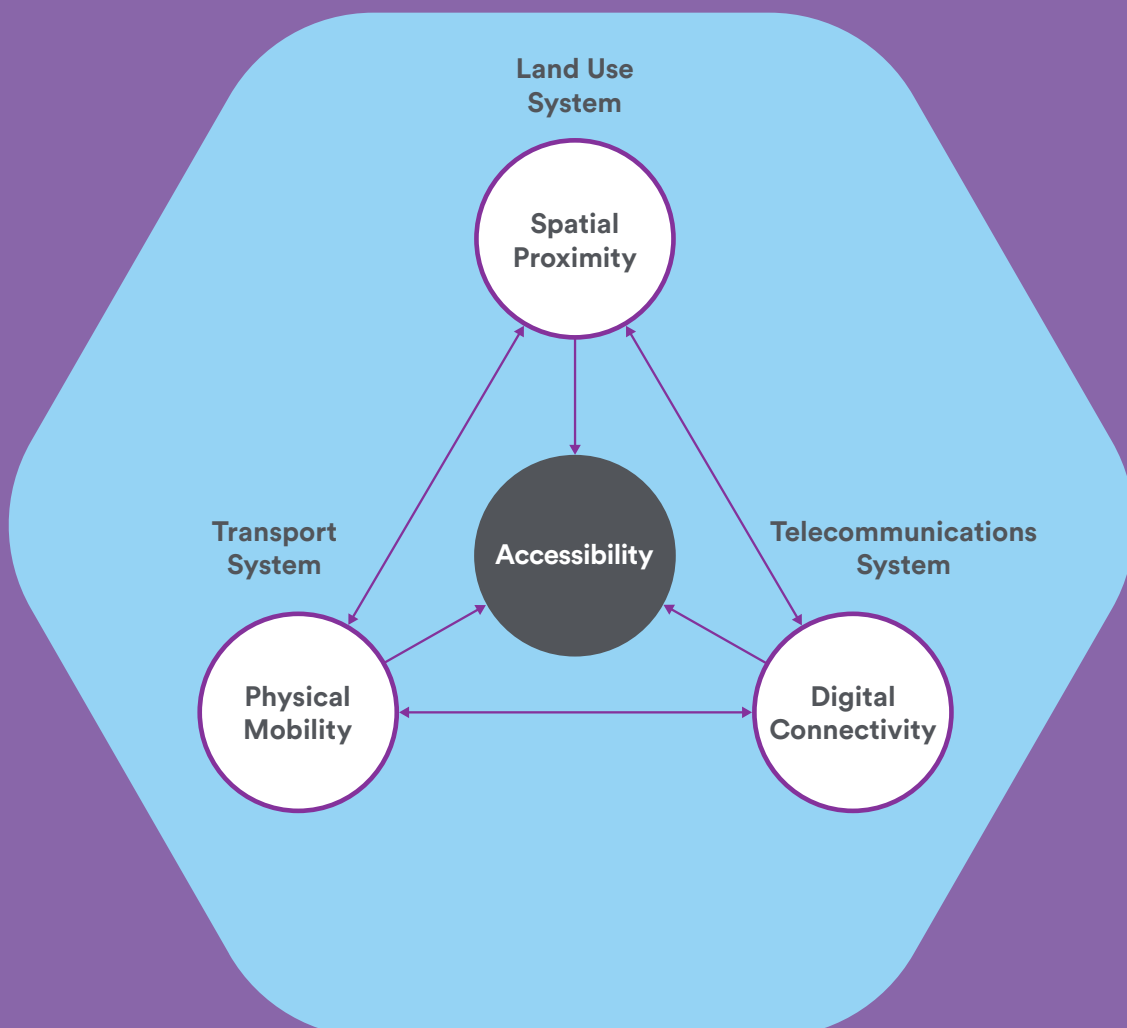 Land Use
System
Spatial
Proximity
Transport
System
Accessibility
Telecommunications
System
Physical
Mobility
Digital
Connectivity